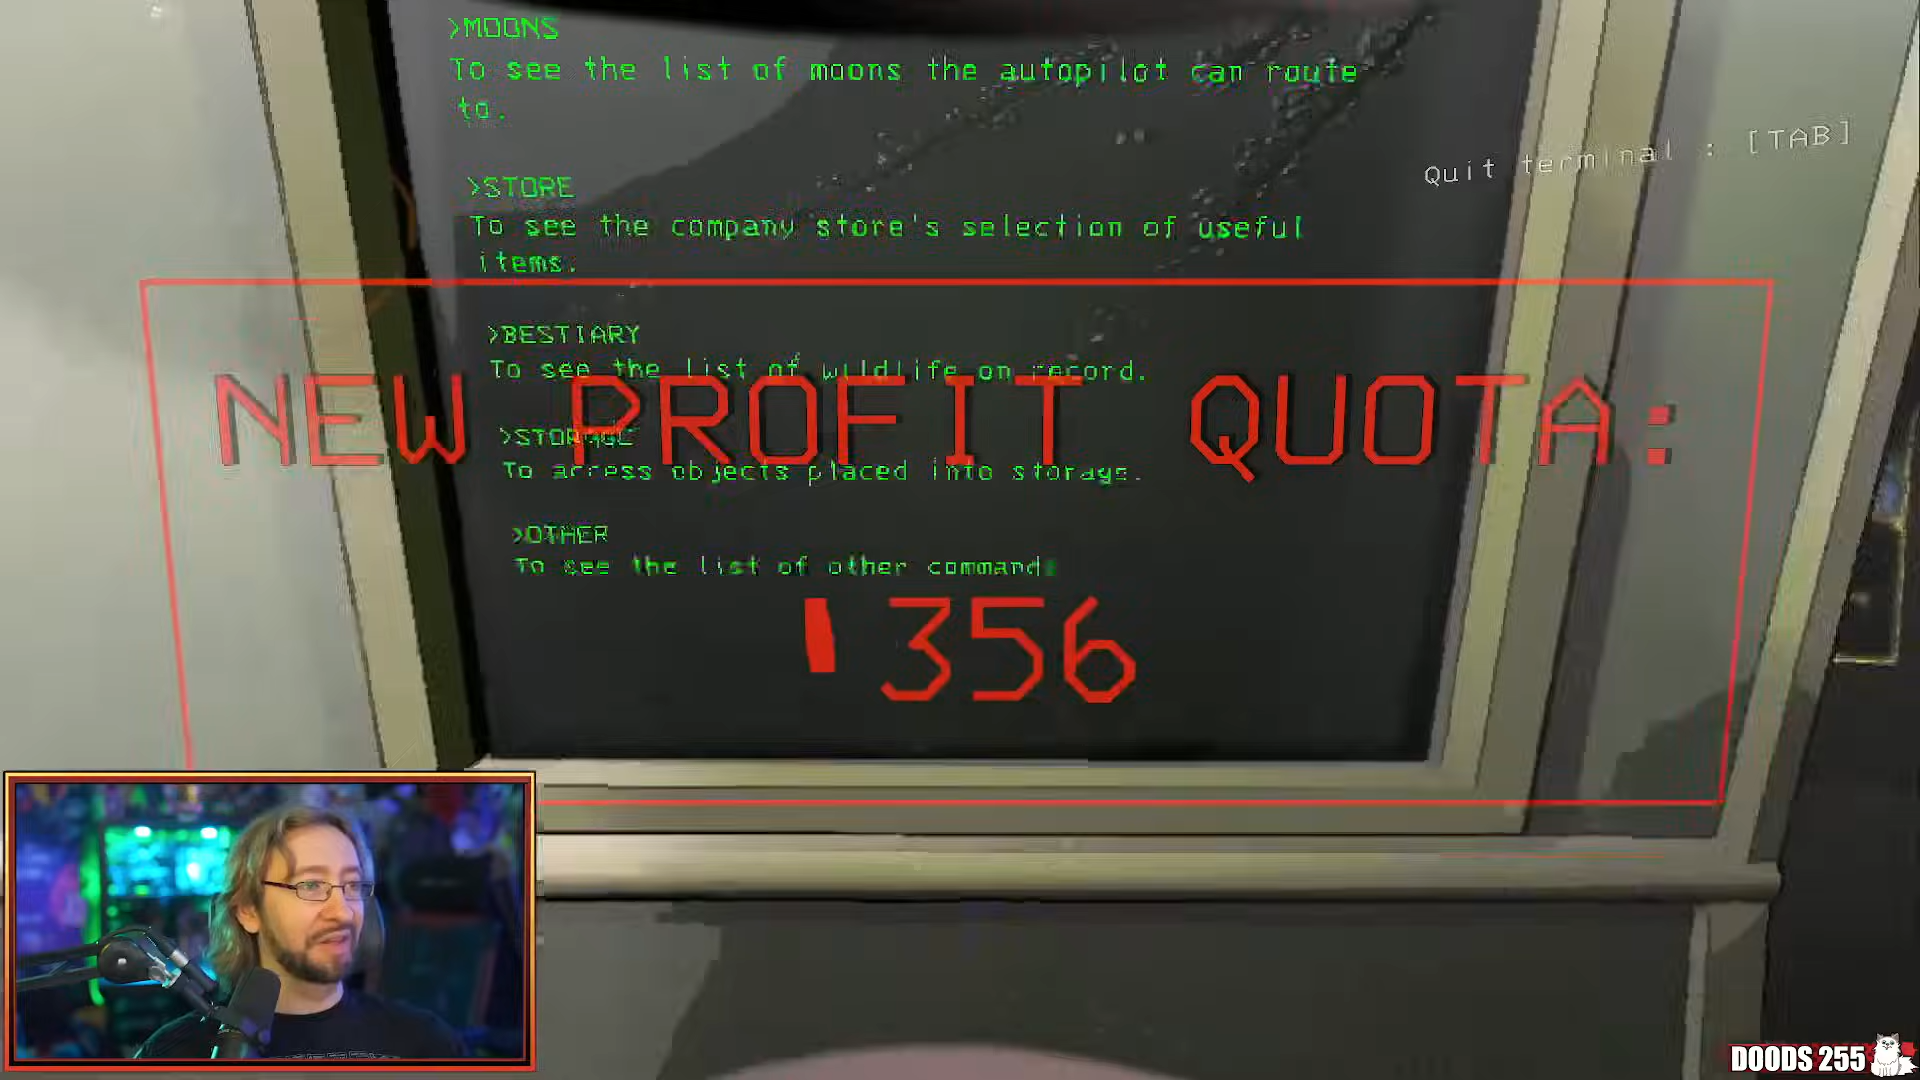 >MOONS
To see the list of moons the autopilot can route
to.
Quit terminal : [TAB]
>STORE
To see the company store's selection of useful
items.
>BESTIARY
To see the list of wildlife on record.
NEW PROFIT QUOTA:
>STORAGE
To access objects placed into storage.
>OTHER
To see the list of other commands
356
DOODS 255